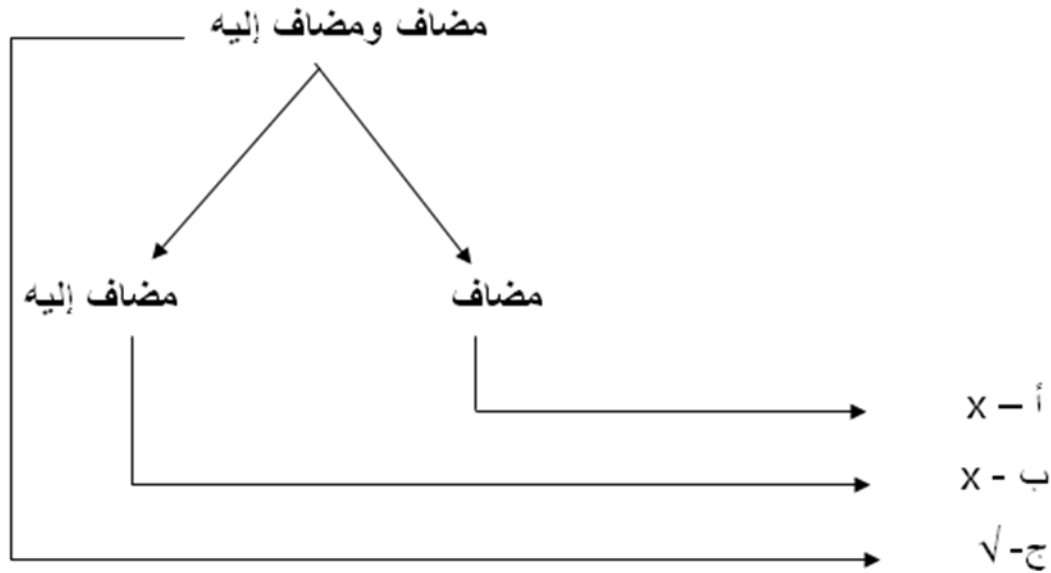 مضاف ومضاف إليه
مضاف
مضاف إليه
أ – x
ب - x
ج- √